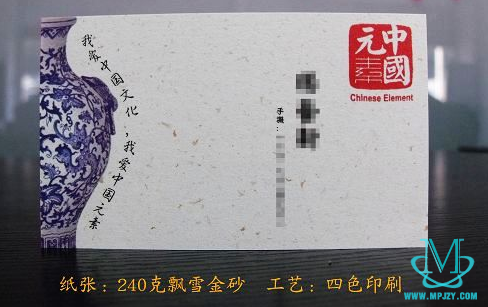 我服中国文化，我爱中国元素
中國
元素
Chinese Element
手機：
纸张：240克飘雪金砂　工艺：四色印刷
WWW.MPJZY.COM